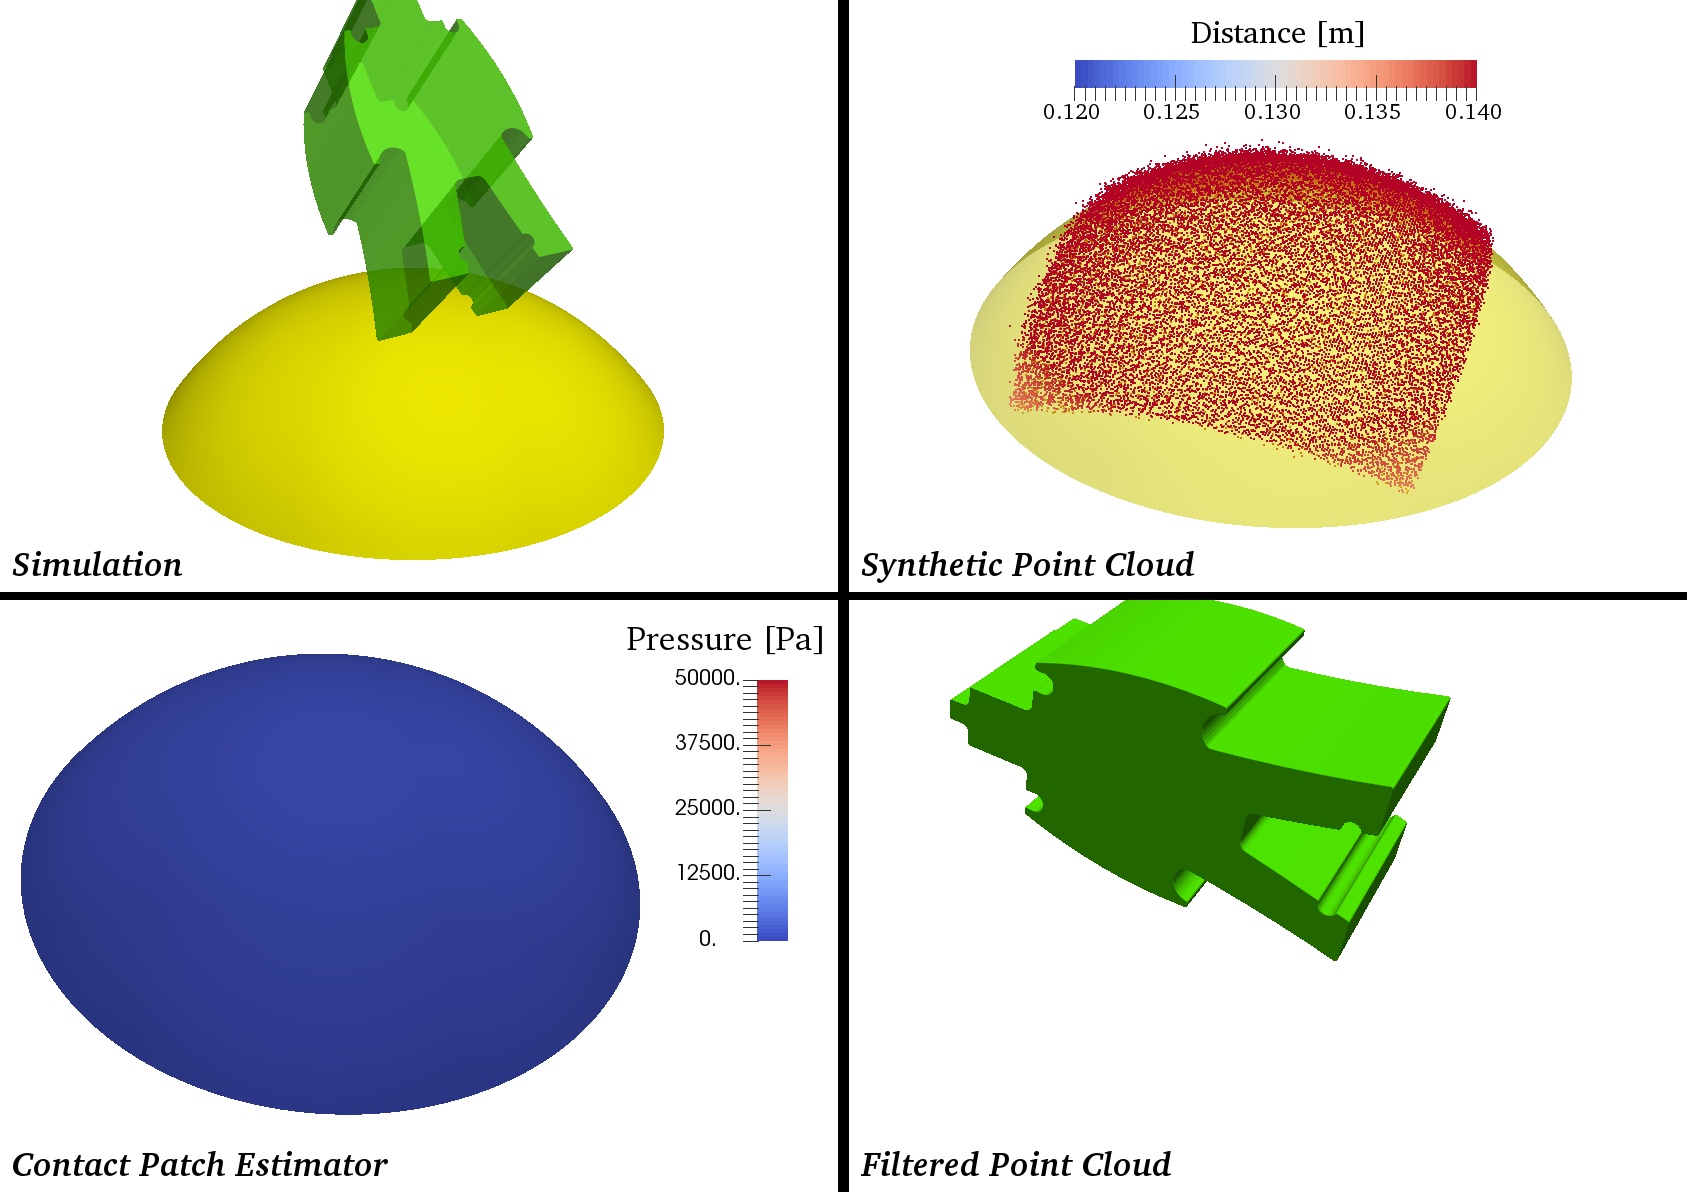 Simulation
Distance [m]
0.120 0.125 0.130 0.135 0.140
Synthetic Point Cloud
Pressure [Pa]
50000.
37500.
25000.
12500.
0.
Contact Patch Estimator
Filtered Point Cloud